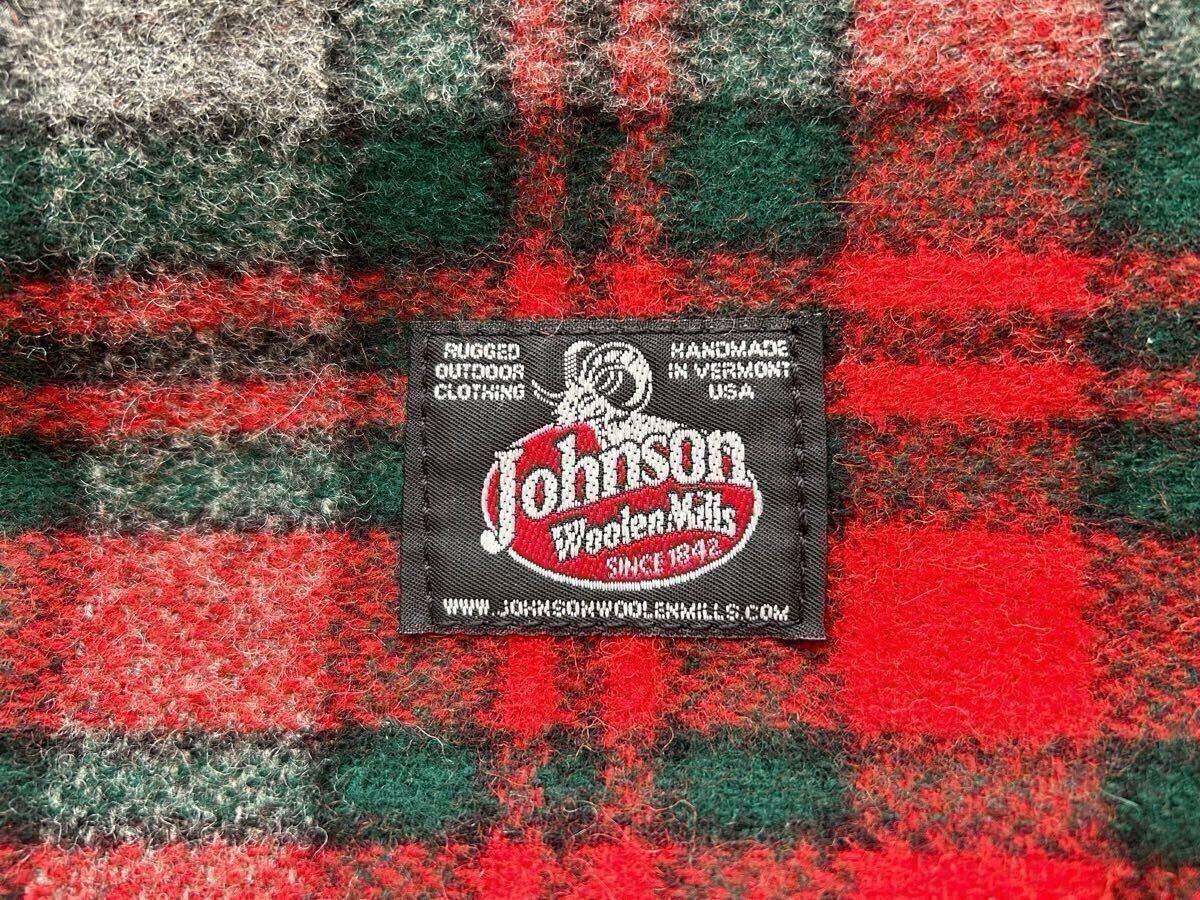 RUGGED
OUTDOOR
CLOTHING
HANDMADE
IN VERMONT
USA
Johnson
Woolen Mills
SINCE 1842
WWW.JOHNSONWOOLENMILLS.COM